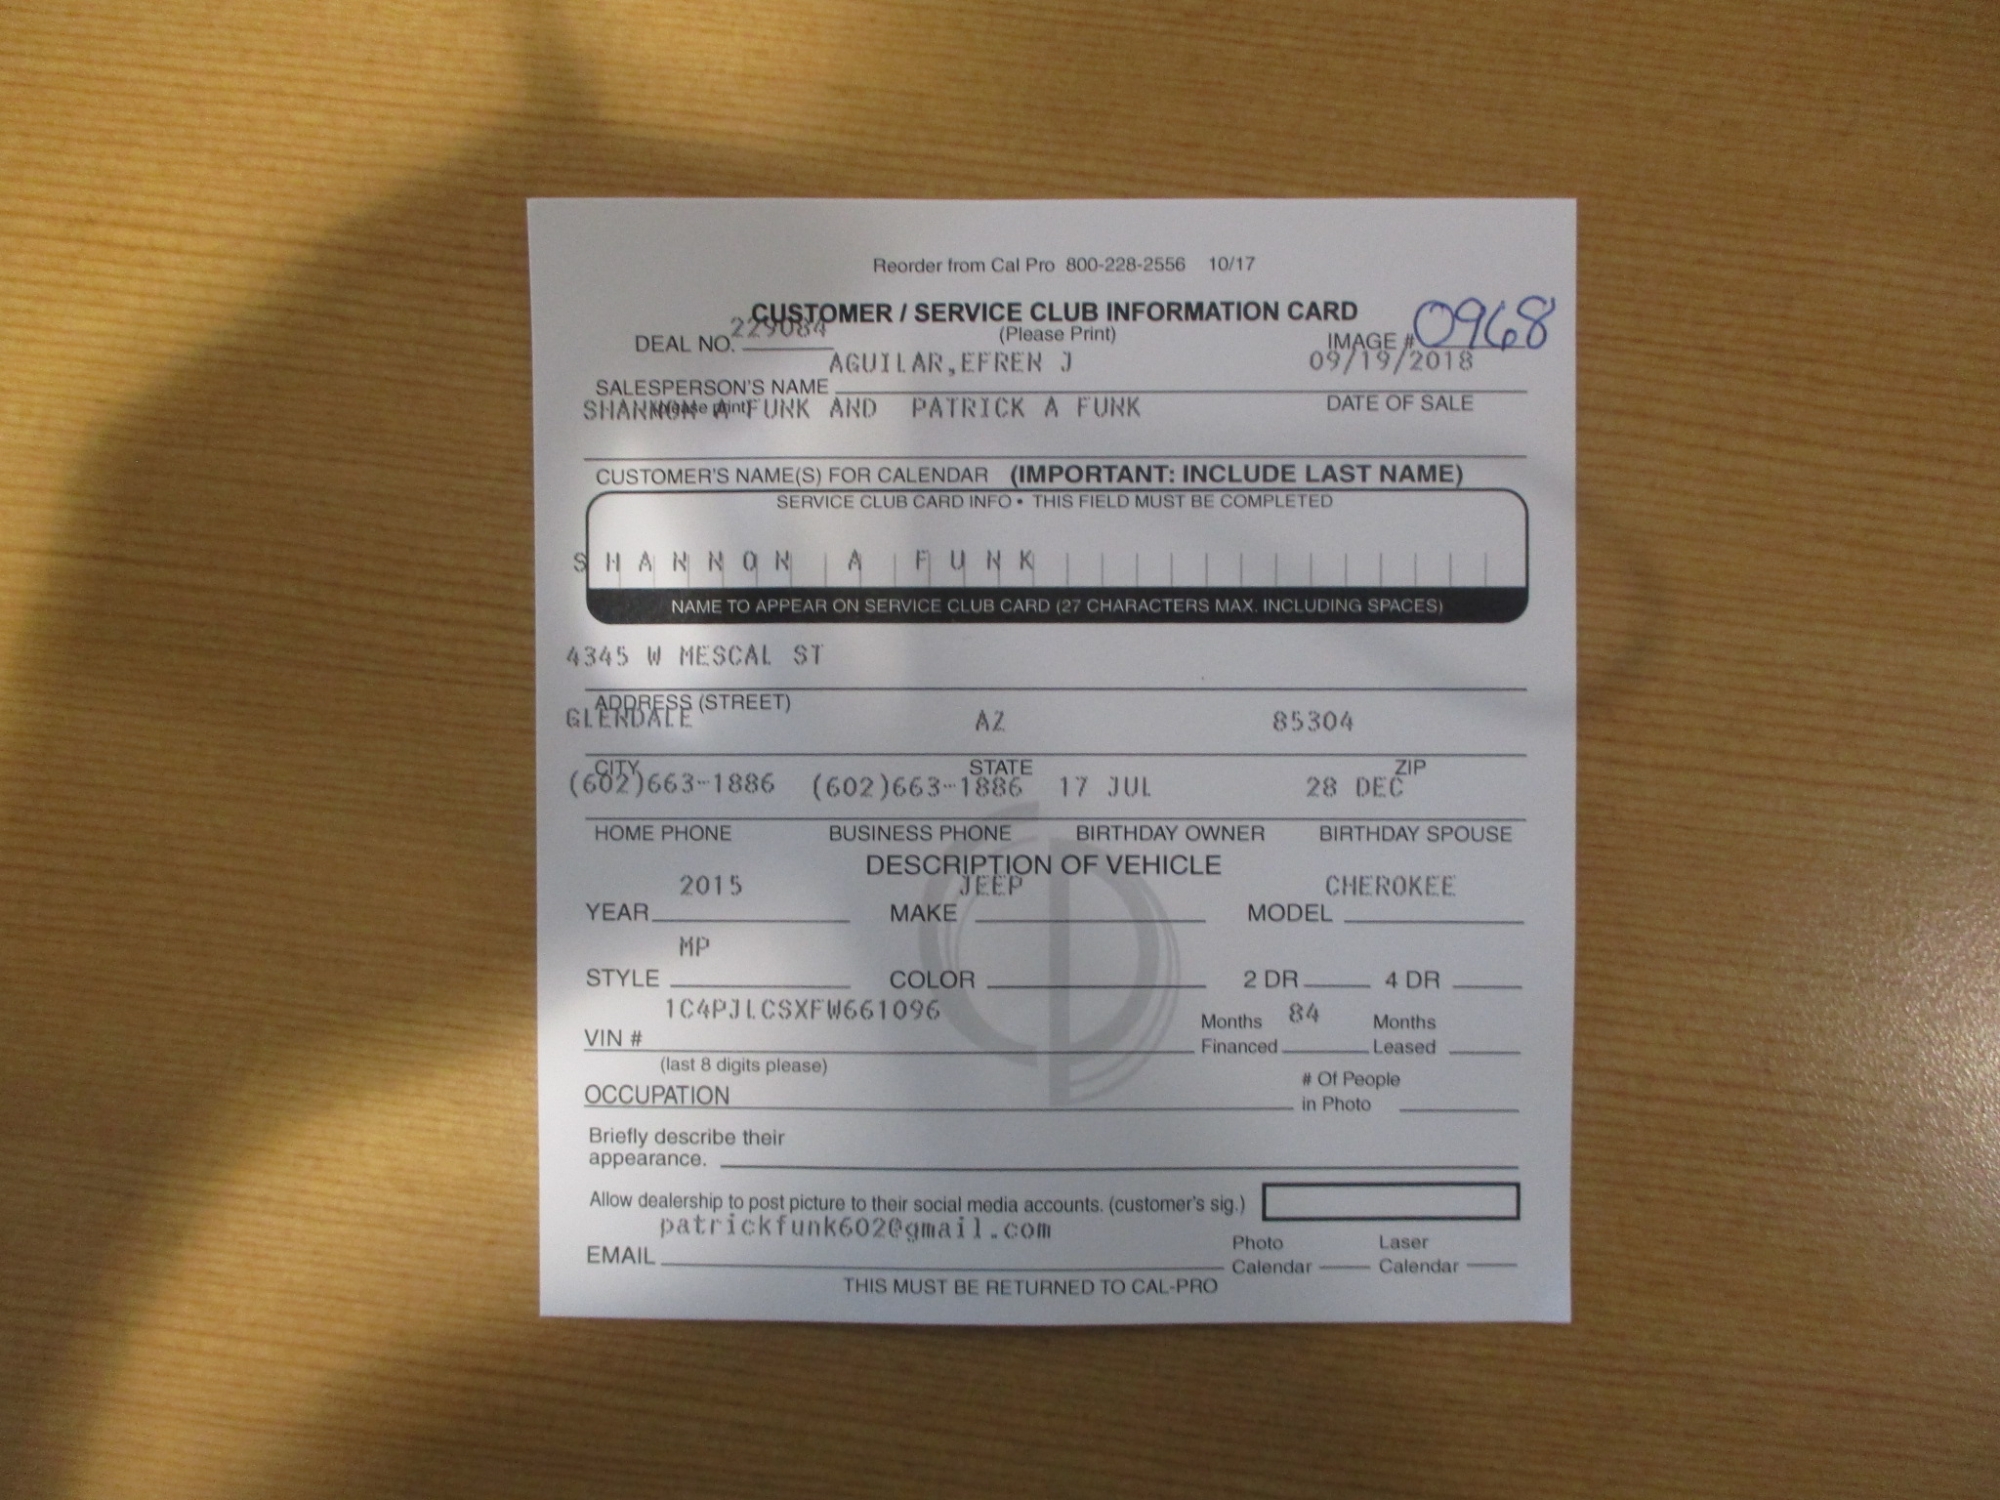 Reorder from Cal Pro 800-228-2556 10/17
CUSTOMER / SERVICE CLUB INFORMATION CARD
(Please Print)
DEAL NO. 229084
IMAGE # 0968
AGUILAR,EFREN J 09/19/2018
SALESPERSON'S NAME
(please print)
DATE OF SALE
SHANNON A FUNK AND PATRICK A FUNK
CUSTOMER'S NAME(S) FOR CALENDAR (IMPORTANT: INCLUDE LAST NAME)
SERVICE CLUB CARD INFO • THIS FIELD MUST BE COMPLETED
SHANNON A FUNK
NAME TO APPEAR ON SERVICE CLUB CARD (27 CHARACTERS MAX. INCLUDING SPACES)
4345 W MESCAL ST
ADDRESS (STREET)
GLENDALE AZ 85304
CITY STATE ZIP
(602)663-1886 (602)663-1886 17 JUL 28 DEC
HOME PHONE BUSINESS PHONE BIRTHDAY OWNER BIRTHDAY SPOUSE
DESCRIPTION OF VEHICLE
2015 JEEP CHEROKEE
YEAR MAKE MODEL
MP
STYLE COLOR 2 DR 4 DR
1C4PJLCSXFW661096
VIN #
(last 8 digits please)
Months Financed 84 Months Leased
OCCUPATION
# Of People
in Photo
Briefly describe their
appearance.
Allow dealership to post picture to their social media accounts. (customer's sig.)
patrickfunk602@gmail.com
EMAIL
Photo Calendar Laser Calendar
THIS MUST BE RETURNED TO CAL-PRO